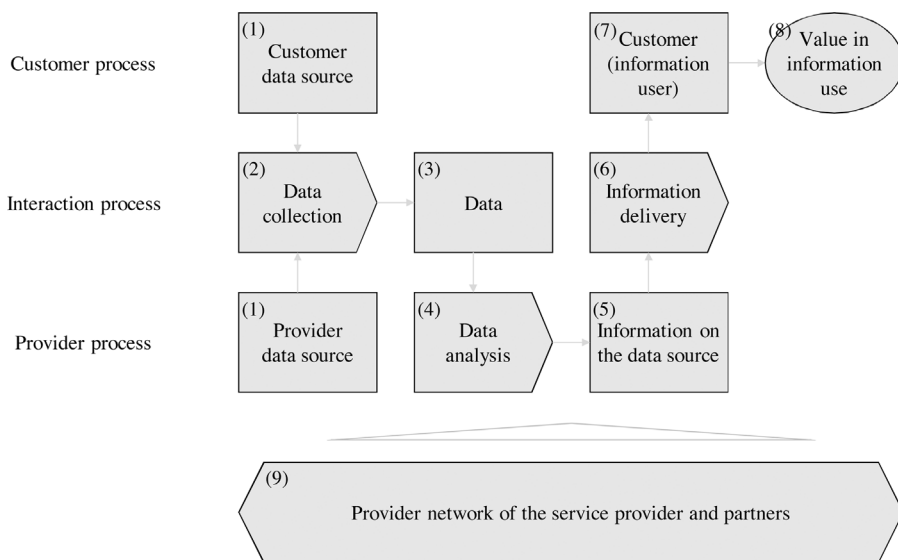 Customer process
(1)
Customer
data source
(7)
Customer
(information
user)
(8)
Value in
information
use
Interaction process
(2)
Data
collection
(3)
Data
(6)
Information
delivery
Provider process
(1)
Provider
data source
(4)
Data
analysis
(5)
Information on
the data source
(9)
Provider network of the service provider and partners